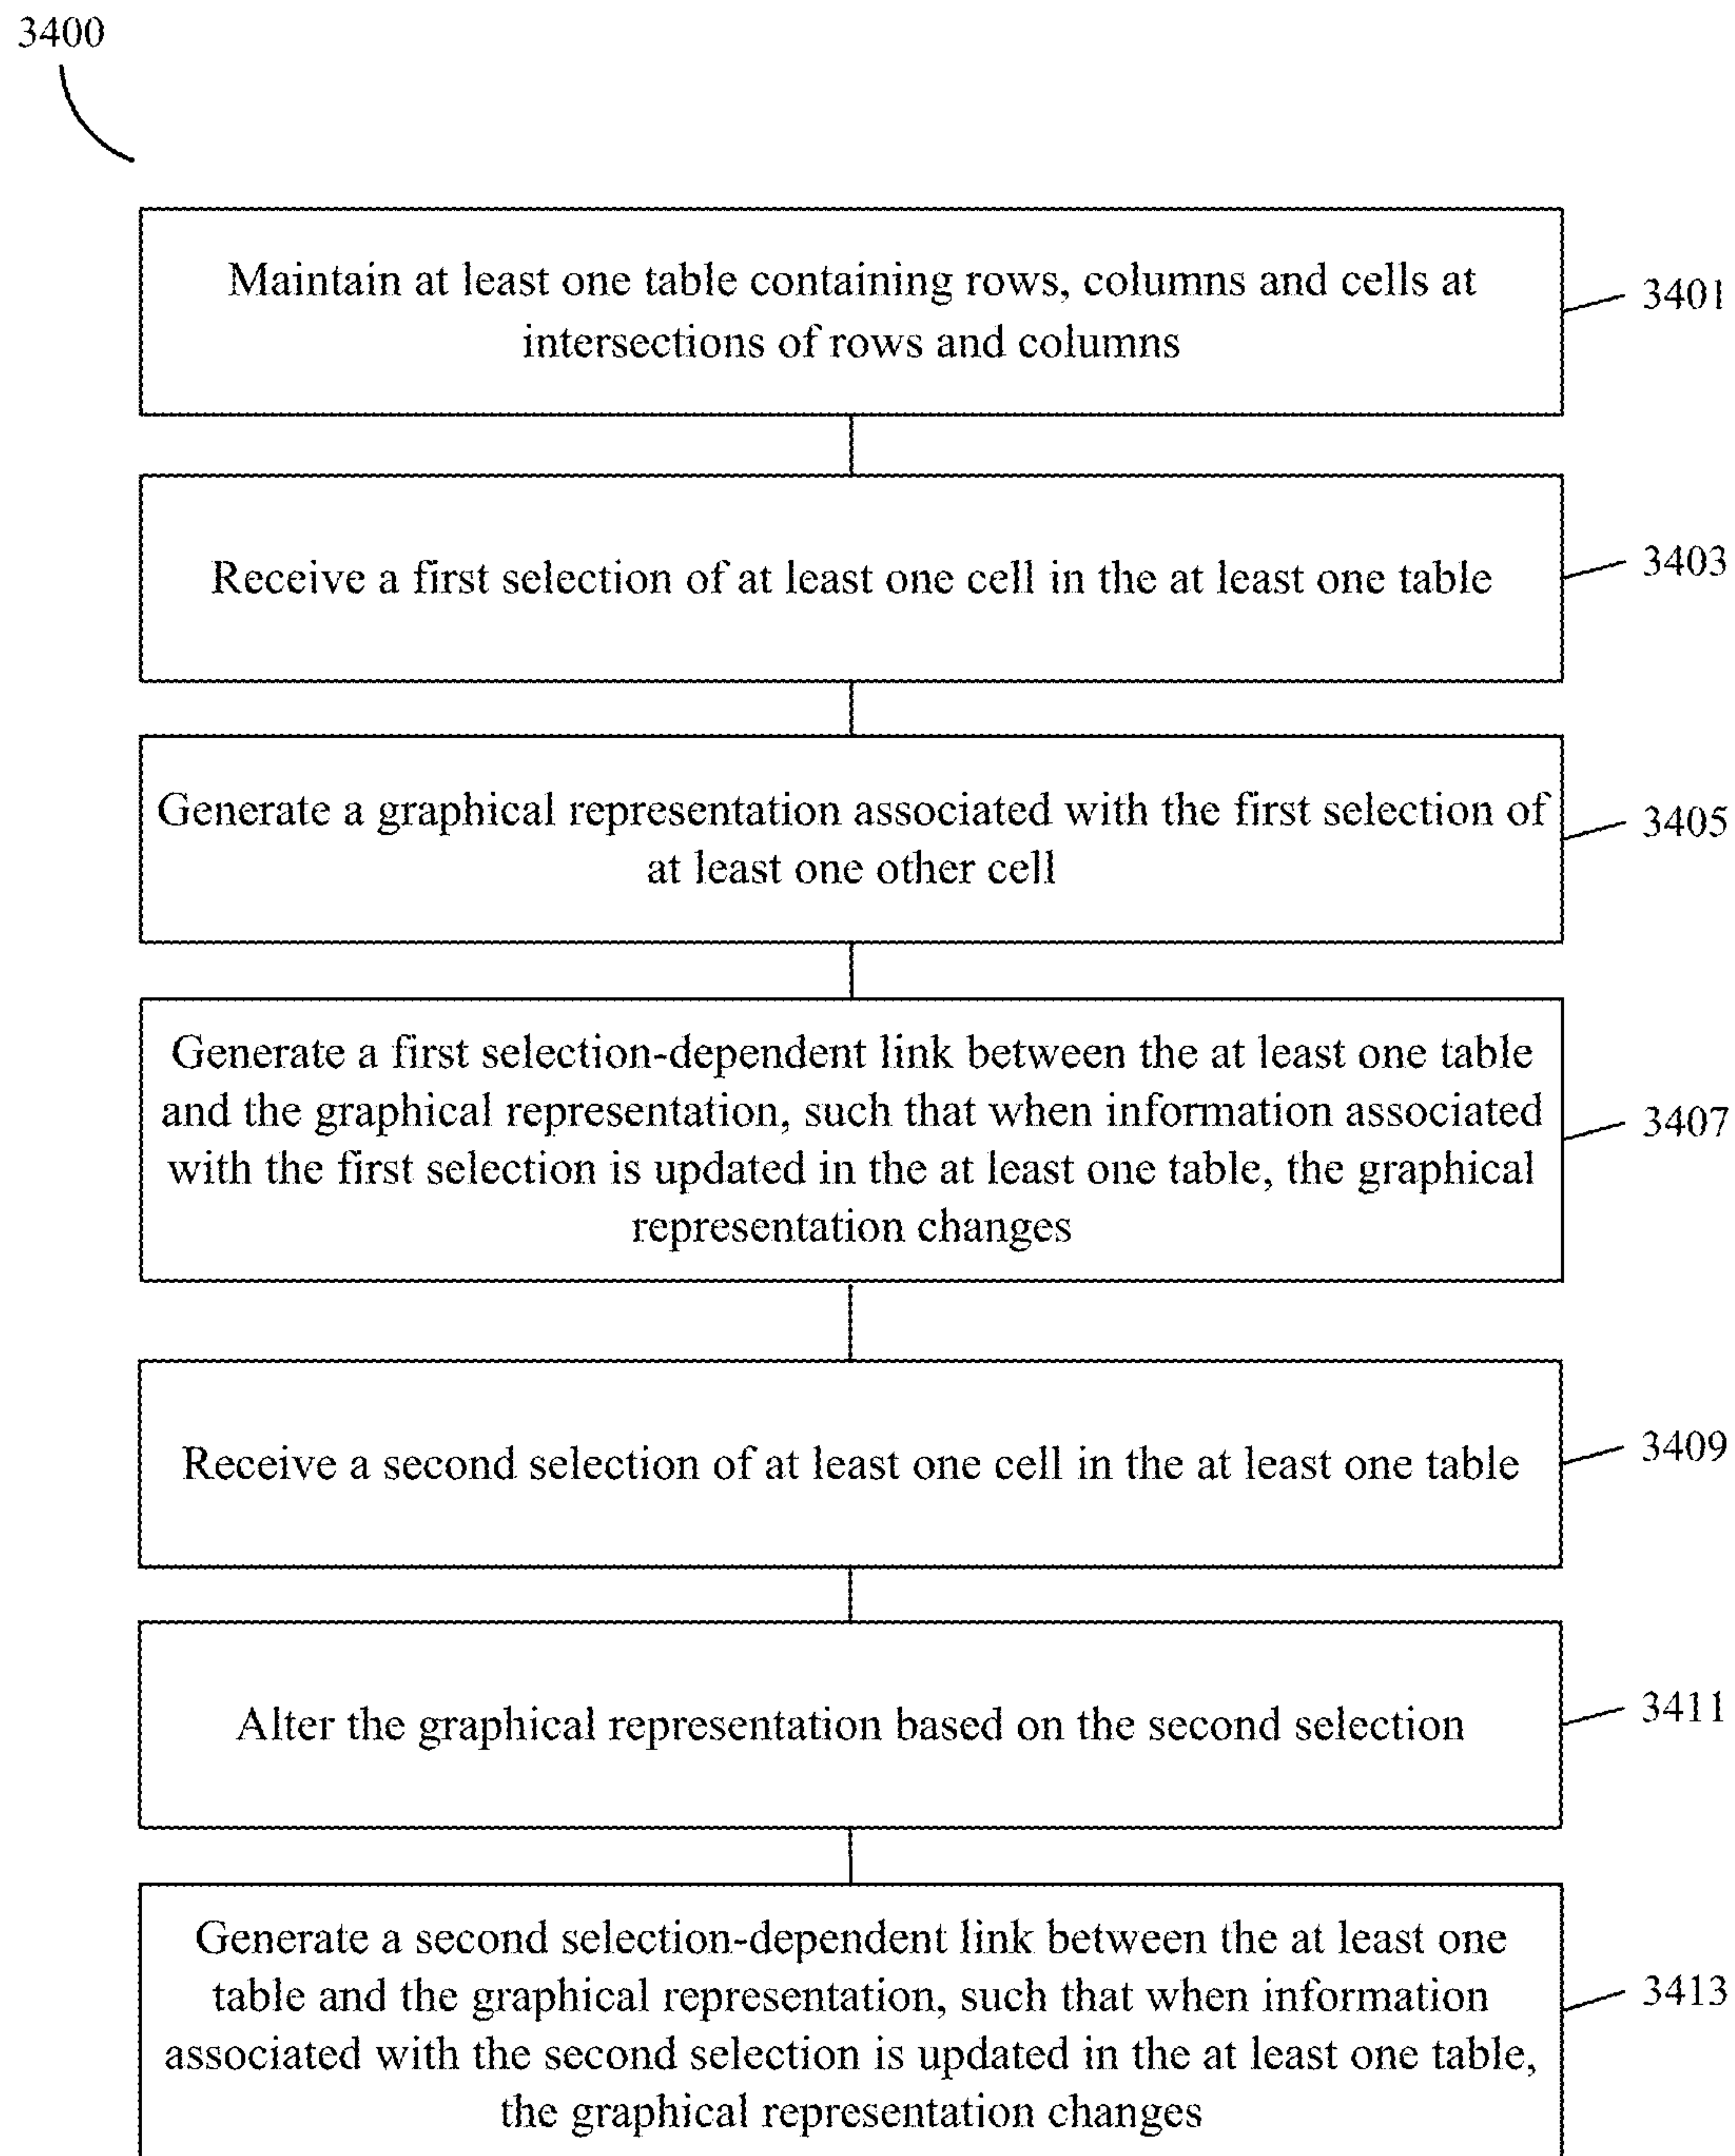 3400
Maintain at least one table containing rows, columns and cells at
intersections of rows and columns
3401
Receive a first selection of at least one cell in the at least one table
3403
Generate a graphical representation associated with the first selection of
at least one other cell
3405
Generate a first selection-dependent link between the at least one table
and the graphical representation, such that when information associated
with the first selection is updated in the at least one table, the graphical
representation changes
3407
Receive a second selection of at least one cell in the at least one table
3409
Alter the graphical representation based on the second selection
3411
Generate a second selection-dependent link between the at least one
table and the graphical representation, such that when information
associated with the second selection is updated in the at least one table,
the graphical representation changes
3413